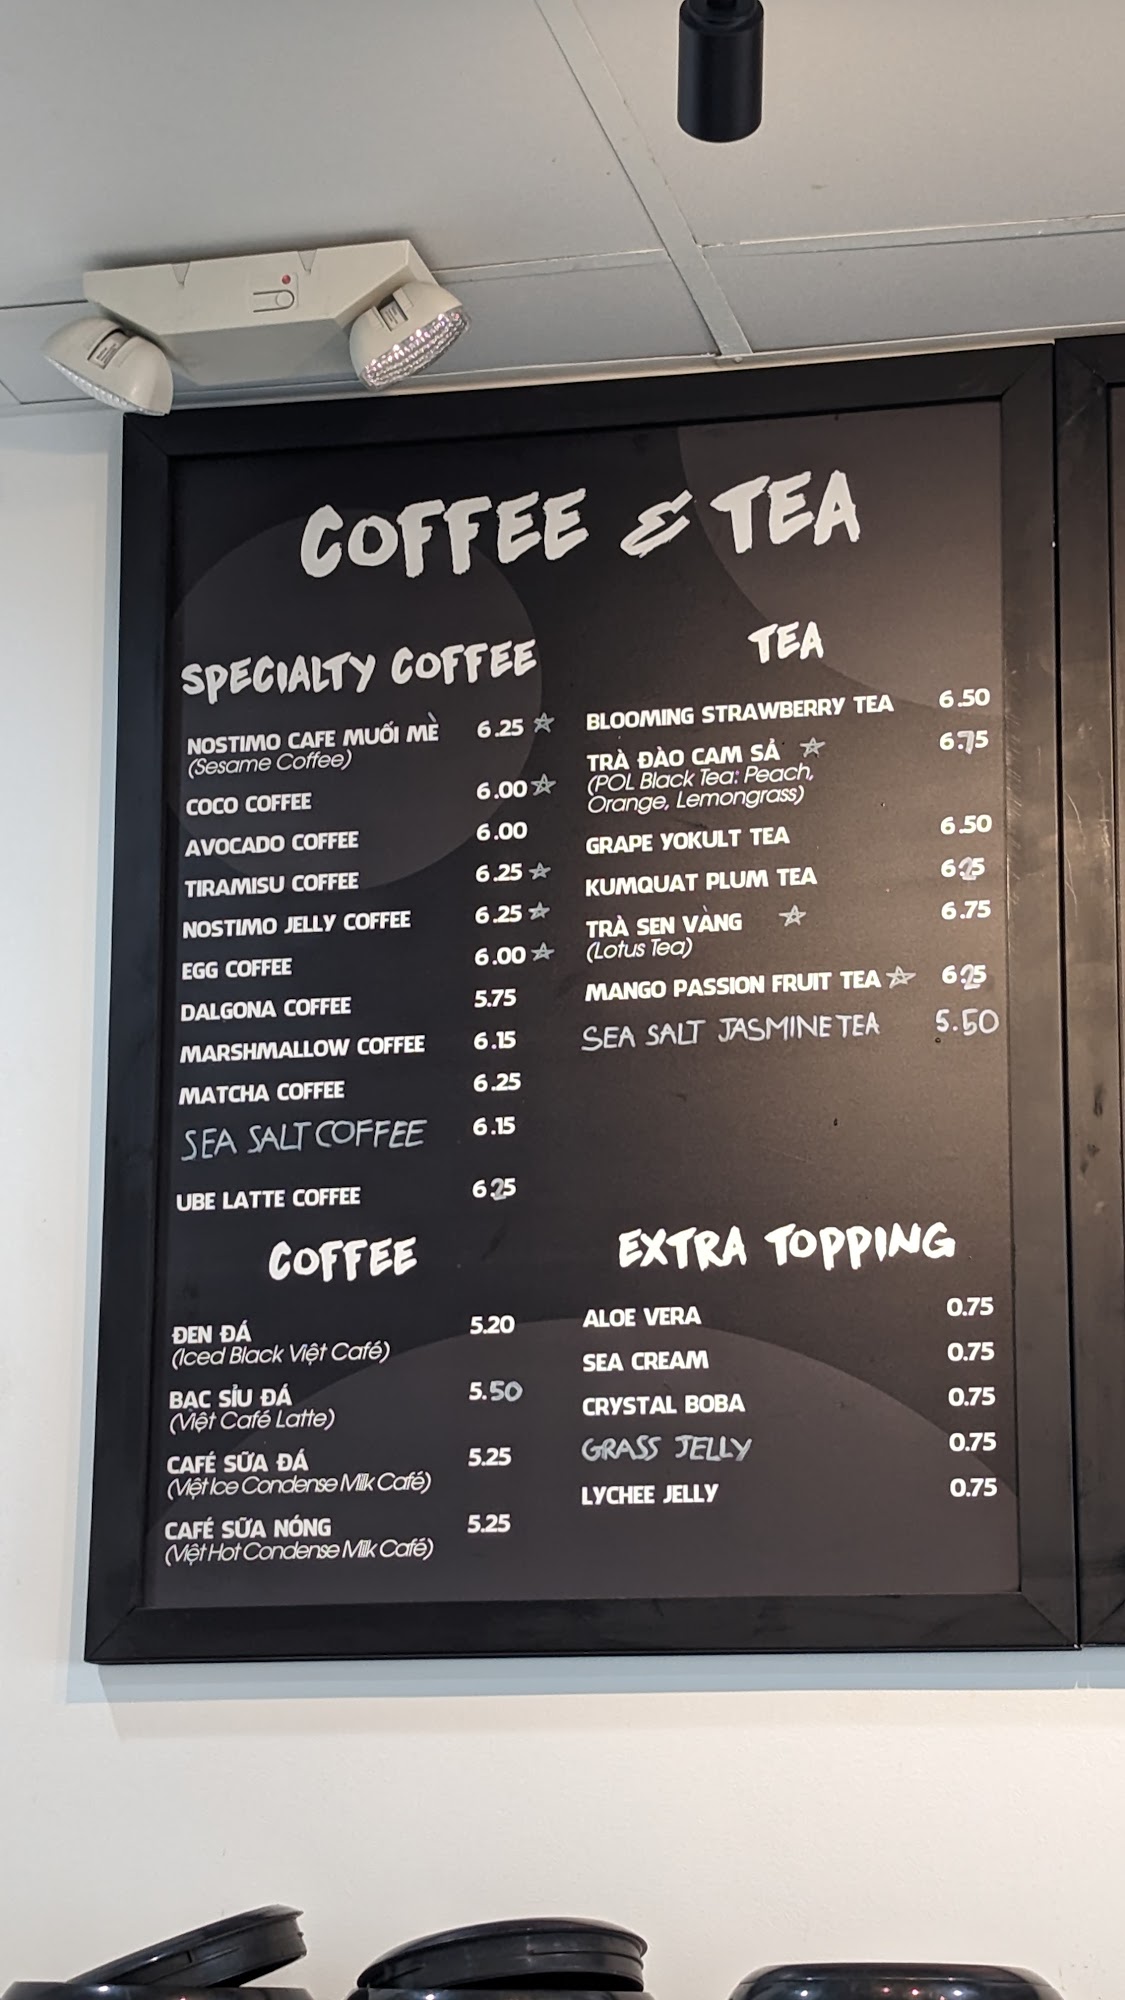 COFFEE & TEA
SPECIALTY COFFEE
NOSTIMO CAFE MUỐI MÈ 6.25 ☆
(Sesame Coffee)
COCO COFFEE 6.00 ☆
AVOCADO COFFEE 6.00
TIRAMISU COFFEE 6.25 ☆
NOSTIMO JELLY COFFEE 6.25 ☆
EGG COFFEE 6.00 ☆
DALGONA COFFEE 5.75
MARSHMALLOW COFFEE 6.15
MATCHA COFFEE 6.25
SEA SALT COFFEE 6.15
UBE LATTE COFFEE 6.25
COFFEE
ĐEN ĐÁ 5.20
(Iced Black Việt Café)
BẠC SỈU ĐÁ 5.50
(Việt Café Latte)
CAFÉ SỮA ĐÁ 5.25
(Việt Ice Condense Milk Café)
CAFÉ SỮA NÓNG 5.25
(Việt Hot Condense Milk Café)
TEA
BLOOMING STRAWBERRY TEA 6.50
TRÀ ĐÀO CAM SẢ ☆ 6.75
(POL Black Tea: Peach,
Orange, Lemongrass)
GRAPE YOKULT TEA 6.50
KUMQUAT PLUM TEA 6.25
TRÀ SEN VÀNG ☆ 6.75
(Lotus Tea)
MANGO PASSION FRUIT TEA ☆ 6.25
SEA SALT JASMINE TEA 5.50
EXTRA TOPPING
ALOE VERA 0.75
SEA CREAM 0.75
CRYSTAL BOBA 0.75
GRASS JELLY 0.75
LYCHEE JELLY 0.75